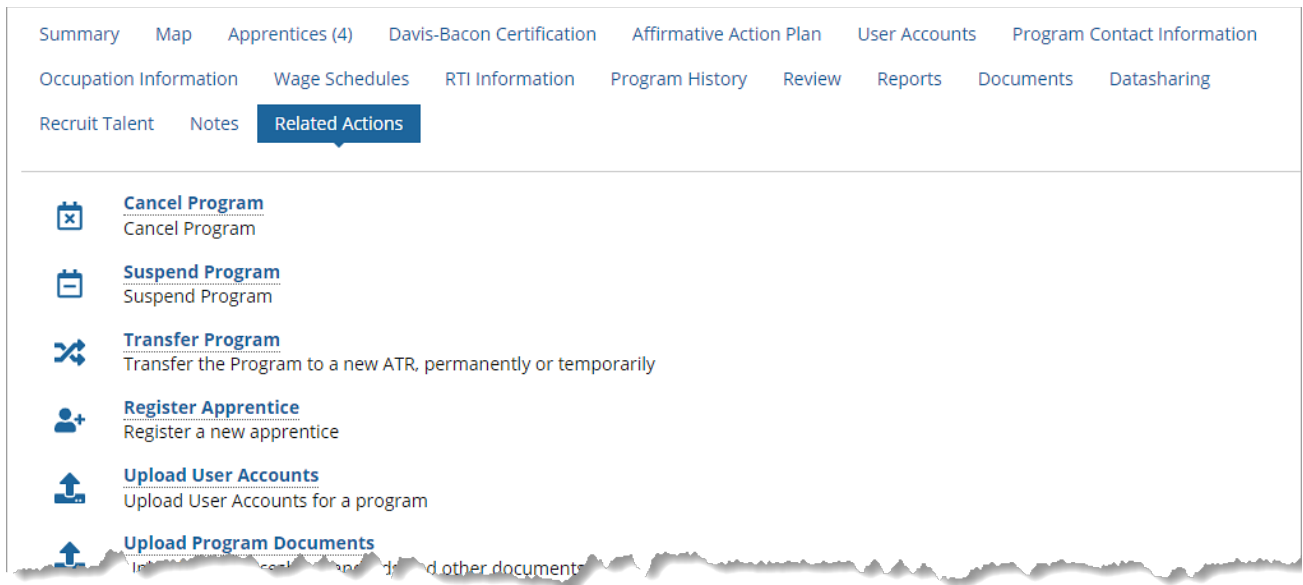 Summary Map Apprentices (4) Davis-Bacon Certification Affirmative Action Plan User Accounts Program Contact Information
Occupation Information Wage Schedules RTI Information Program History Review Reports Documents Datasharing
Recruit Talent Notes Related Actions
Cancel Program
Cancel Program
Suspend Program
Suspend Program
Transfer Program
Transfer the Program to a new ATR, permanently or temporarily
Register Apprentice
Register a new apprentice
Upload User Accounts
Upload User Accounts for a program
Upload Program Documents
other documents